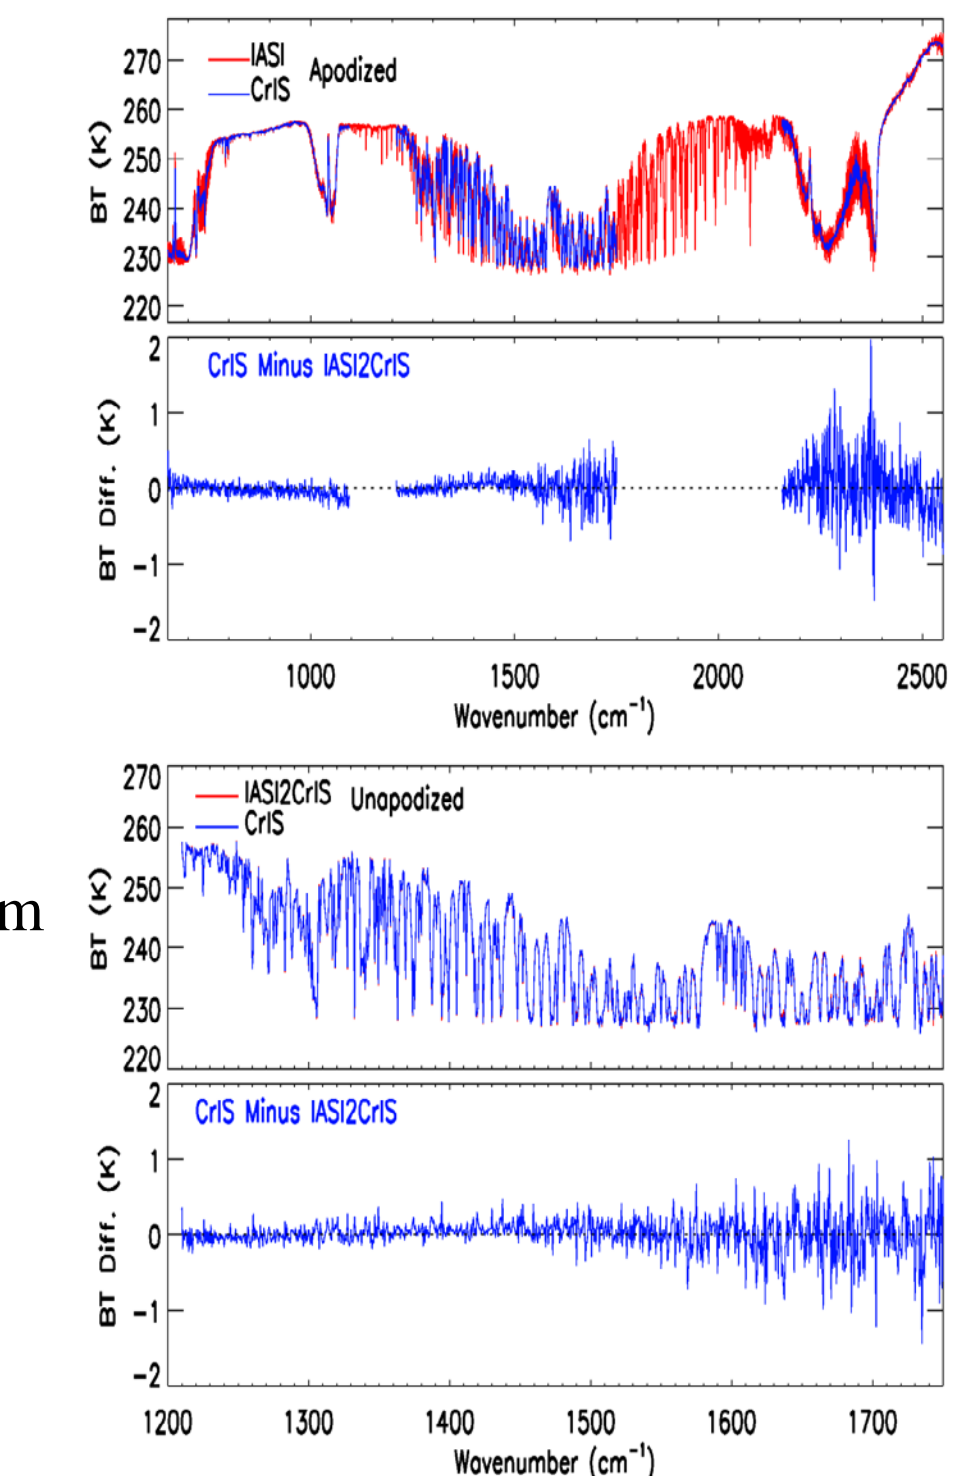 270
260
250
240
230
220
BT (K)
IASI
CrIS
Apodized
2
1
0
-1
-2
BT Diff. (K)
CrIS Minus IASI2CrIS
1000 1500 2000 2500
Wavenumber (cm⁻¹)
m
270
260
250
240
230
220
BT (K)
IASI2CrIS
CrIS
Unapodized
2
1
0
-1
-2
BT Diff. (K)
CrIS Minus IASI2CrIS
1200 1300 1400 1500 1600 1700
Wavenumber (cm⁻¹)